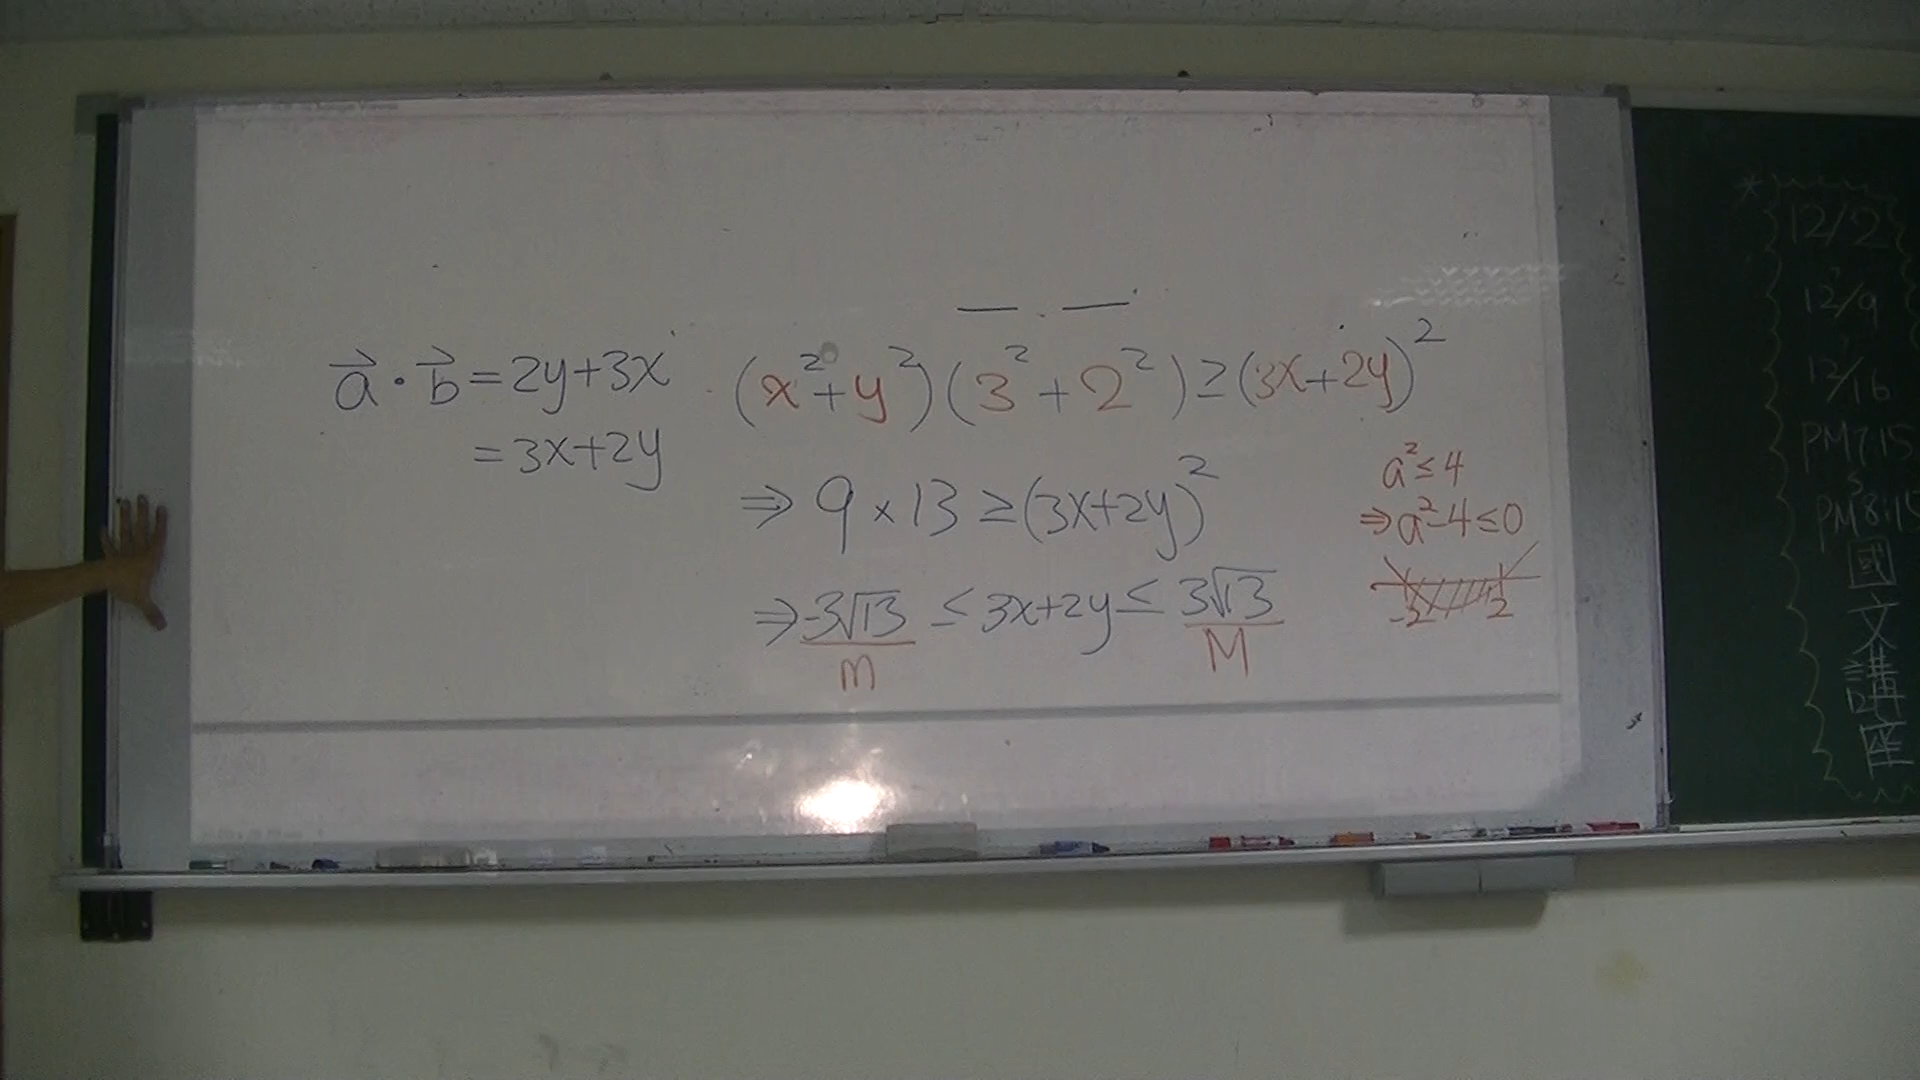 a⃗·b⃗=2y+3x
=3x+2y
(x²+y²)(3²+2²)≥(3x+2y)²
⇒ 9×13≥(3x+2y)²
⇒ -3√13 ≤ 3x+2y ≤ 3√13
m M
a²≤4
⇒a²-4≤0
-2 2
*
12/2
12/9
12/16
PM7:15
PM8:15
國
文
講
座